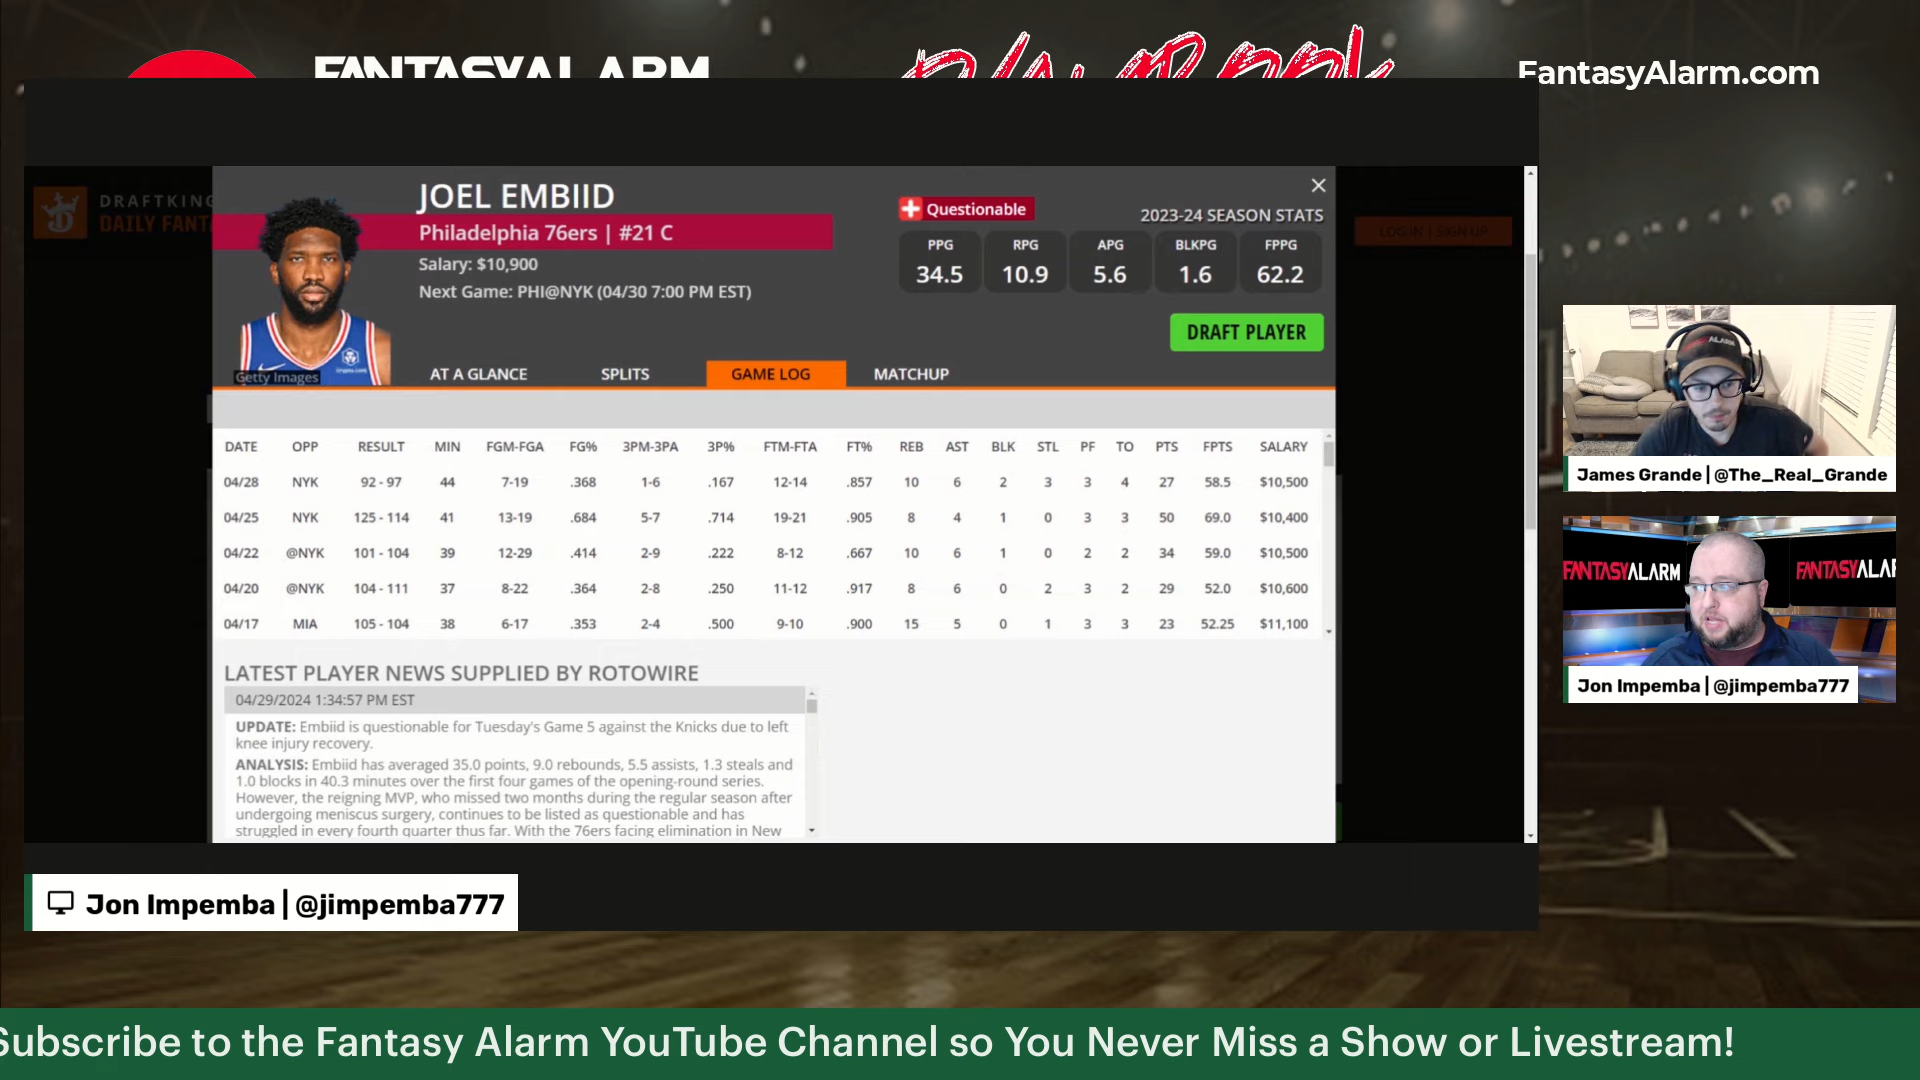 FANTASYALARM
PLAYER POOL
FantasyAlarm.com
DRAFTKING
DAILY FANT
LOG IN | SIGN UP
JOEL EMBIID
Philadelphia 76ers | #21 C
Salary: $10,900
Next Game: PHI@NYK (04/30 7:00 PM EST)
Getty Images
Questionable
2023-24 SEASON STATS
PPG RPG APG BLKPG FPPG
34.5 10.9 5.6 1.6 62.2
DRAFT PLAYER
AT A GLANCE SPLITS GAME LOG MATCHUP
DATE OPP RESULT MIN FGM-FGA FG% 3PM-3PA 3P% FTM-FTA FT% REB AST BLK STL PF TO PTS FPTS SALARY
04/28 NYK 92 - 97 44 7-19 .368 1-6 .167 12-14 .857 10 6 2 3 3 4 27 58.5 $10,500
04/25 NYK 125 - 114 41 13-19 .684 5-7 .714 19-21 .905 8 4 1 0 3 3 50 69.0 $10,400
04/22 @NYK 101 - 104 39 12-29 .414 2-9 .222 8-12 .667 10 6 1 0 2 2 34 59.0 $10,500
04/20 @NYK 104 - 111 37 8-22 .364 2-8 .250 11-12 .917 8 6 0 2 3 2 29 52.0 $10,600
04/17 MIA 105 - 104 38 6-17 .353 2-4 .500 9-10 .900 15 5 0 1 3 3 23 52.25 $11,100
LATEST PLAYER NEWS SUPPLIED BY ROTOWIRE
04/29/2024 1:34:57 PM EST
UPDATE: Embiid is questionable for Tuesday's Game 5 against the Knicks due to left
knee injury recovery.
ANALYSIS: Embiid has averaged 35.0 points, 9.0 rebounds, 5.5 assists, 1.3 steals and
1.0 blocks in 40.3 minutes over the first four games of the opening-round series.
However, the reigning MVP, who missed two months during the regular season after
undergoing meniscus surgery, continues to be listed as questionable and has
struggled in every fourth quarter thus far. With the 76ers facing elimination in New
ALARM
James Grande | @The_Real_Grande
FANTASYALARM
FANTASYALAR
Jon Impemba | @jimpemba777
Jon Impemba | @jimpemba777
Subscribe to the Fantasy Alarm YouTube Channel so You Never Miss a Show or Livestream!